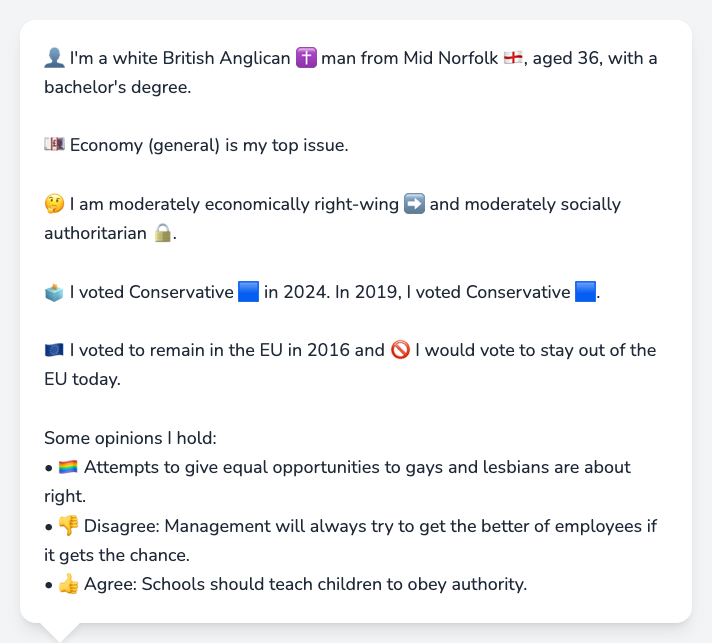 👤 I'm a white British Anglican ✝️ man from Mid Norfolk 🏴󠁧󠁢󠁥󠁮󠁧󠁿, aged 36, with a
bachelor's degree.
💷 Economy (general) is my top issue.
🤔 I am moderately economically right-wing ➡️ and moderately socially
authoritarian 🔒.
🗳️ I voted Conservative 🟦 in 2024. In 2019, I voted Conservative 🟦.
🇪🇺 I voted to remain in the EU in 2016 and 🚫 I would vote to stay out of the
EU today.
Some opinions I hold:
• 🏳️‍🌈 Attempts to give equal opportunities to gays and lesbians are about
right.
• 👎 Disagree: Management will always try to get the better of employees if
it gets the chance.
• 👍 Agree: Schools should teach children to obey authority.